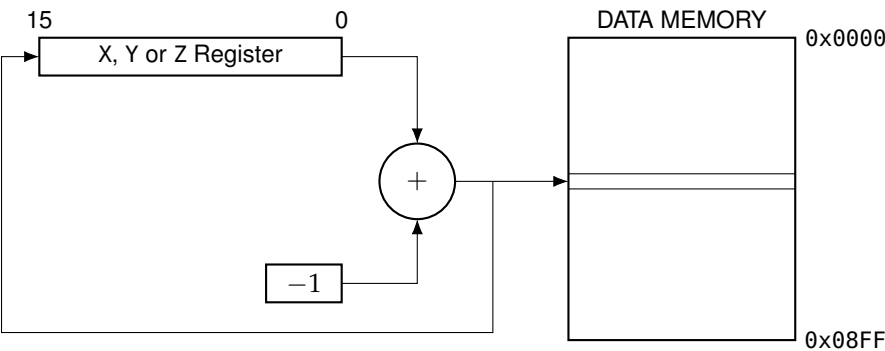 15
0
DATA MEMORY
X, Y or Z Register
0x0000
+
−1
0x08FF